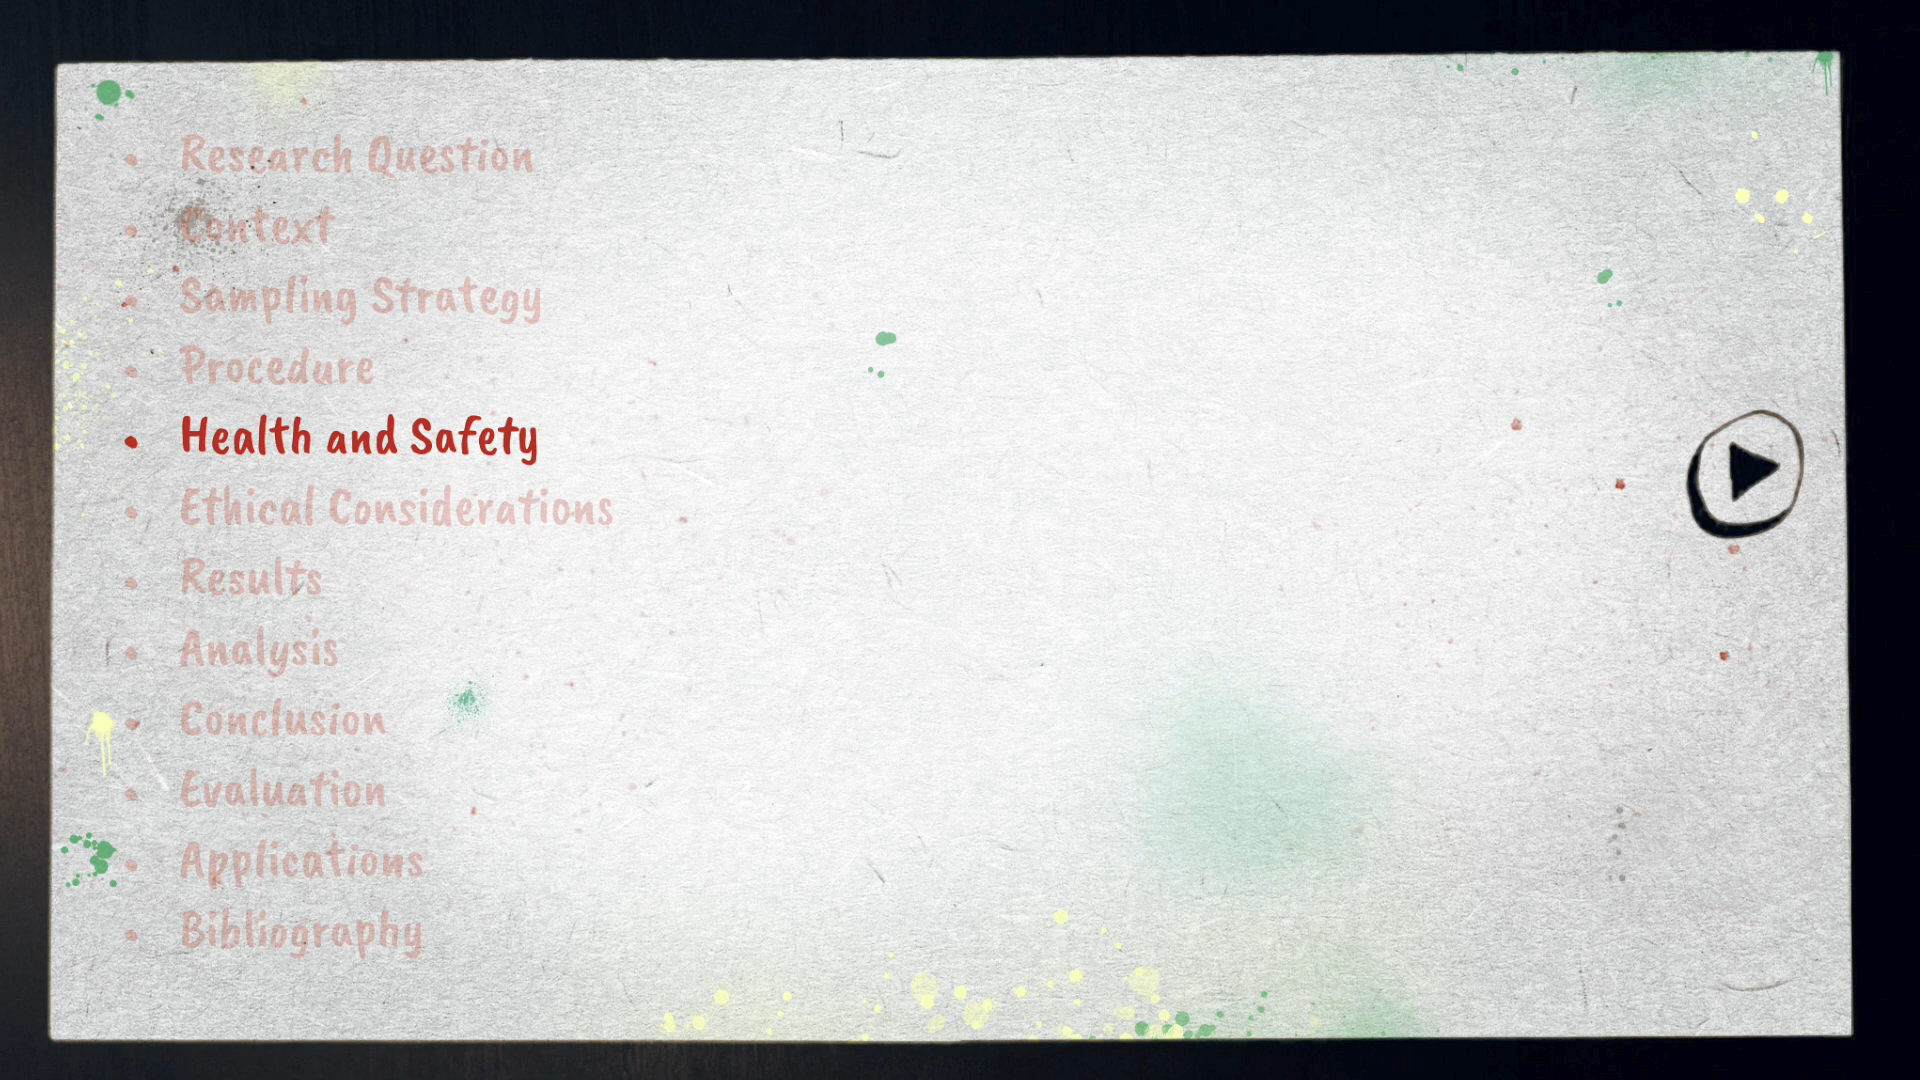 • Research Question
• Context
• Sampling Strategy
• Procedure
• Health and Safety
• Ethical Considerations
• Results
• Analysis
• Conclusion
• Evaluation
• Applications
• Bibliography